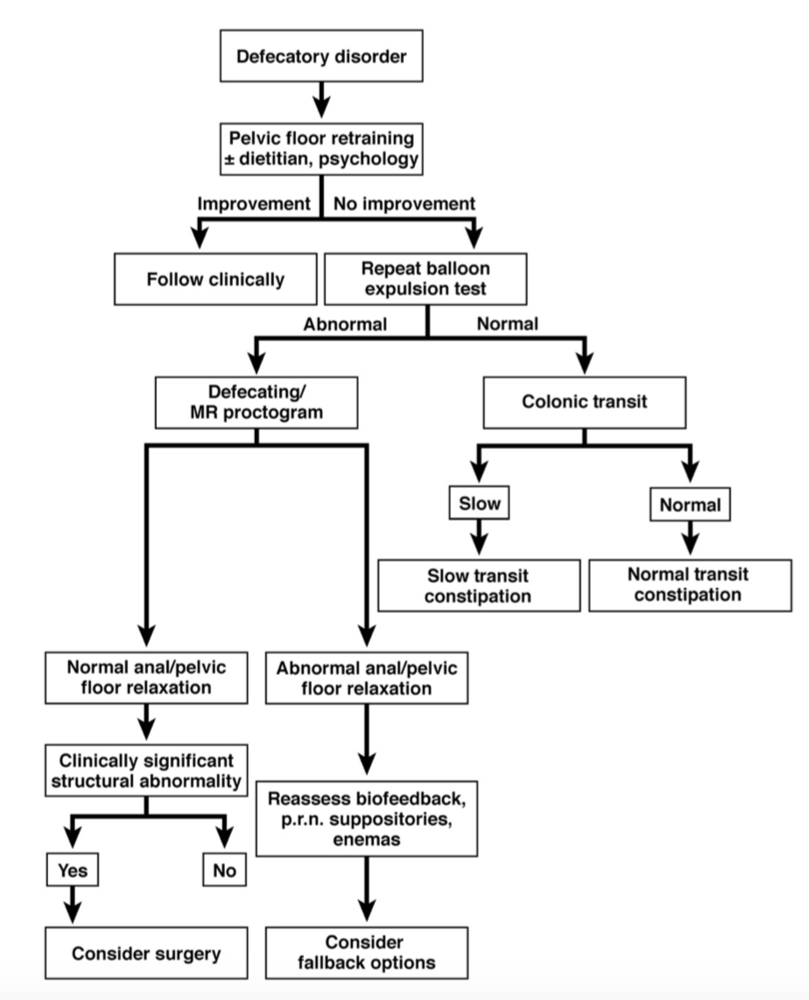 Defecatory disorder
Pelvic floor retraining
± dietitian, psychology
Improvement
No improvement
Follow clinically
Repeat balloon
expulsion test
Abnormal
Normal
Defecating/
MR proctogram
Colonic transit
Slow
Normal
Slow transit
constipation
Normal transit
constipation
Normal anal/pelvic
floor relaxation
Abnormal anal/pelvic
floor relaxation
Clinically significant
structural abnormality
Reassess biofeedback,
p.r.n. suppositories,
enemas
Yes
No
Consider surgery
Consider
fallback options